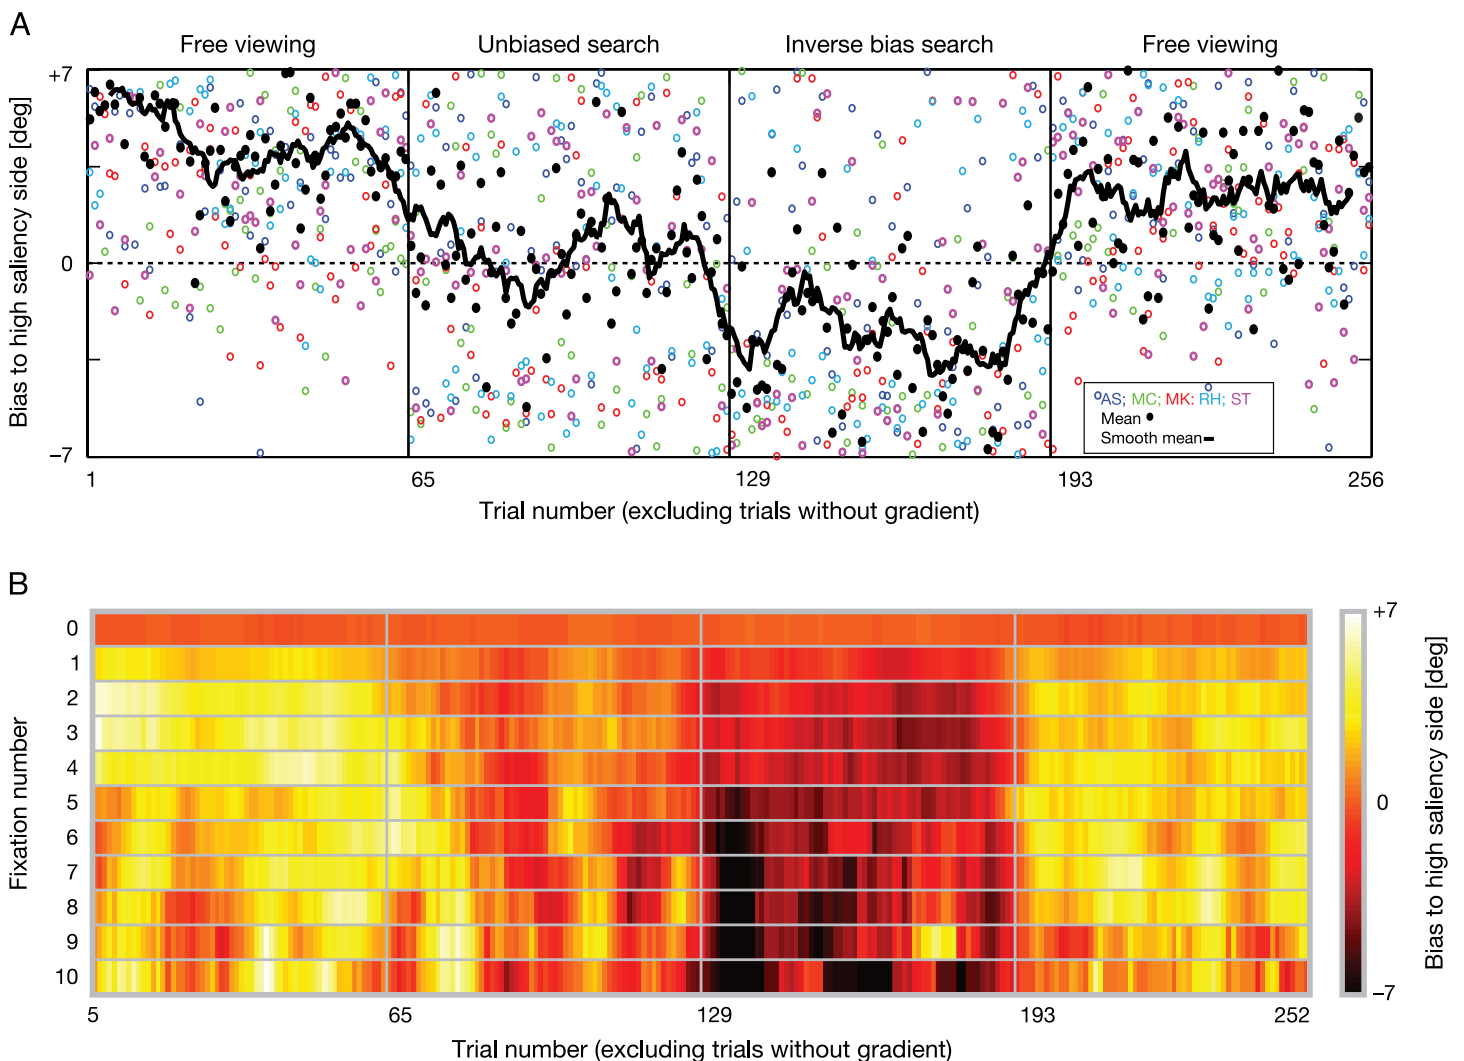 A
Free viewing
Unbiased search
Inverse bias search
Free viewing
+7
0
−7
Bias to high saliency side [deg]
AS; MC; MK: RH; ST
Mean
Smooth mean
1
65
129
193
256
Trial number (excluding trials without gradient)
B
0
1
2
3
4
5
6
7
8
9
10
Fixation number
5
65
129
193
252
Trial number (excluding trials without gradient)
+7
0
−7
Bias to high saliency side [deg]